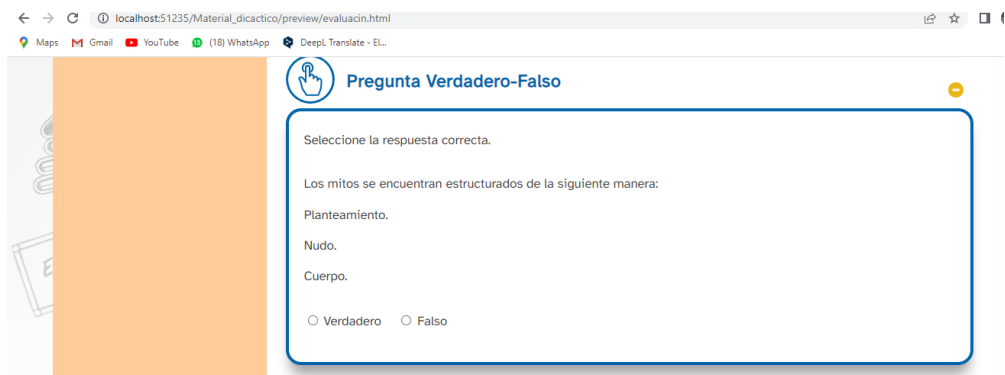 localhost:51235/Material_dicactico/preview/evaluacin.html
Maps Gmail YouTube (18) WhatsApp DeepL Translate - El...
Pregunta Verdadero-Falso
Seleccione la respuesta correcta.
Los mitos se encuentran estructurados de la siguiente manera:
Planteamiento.
Nudo.
Cuerpo.
Verdadero Falso